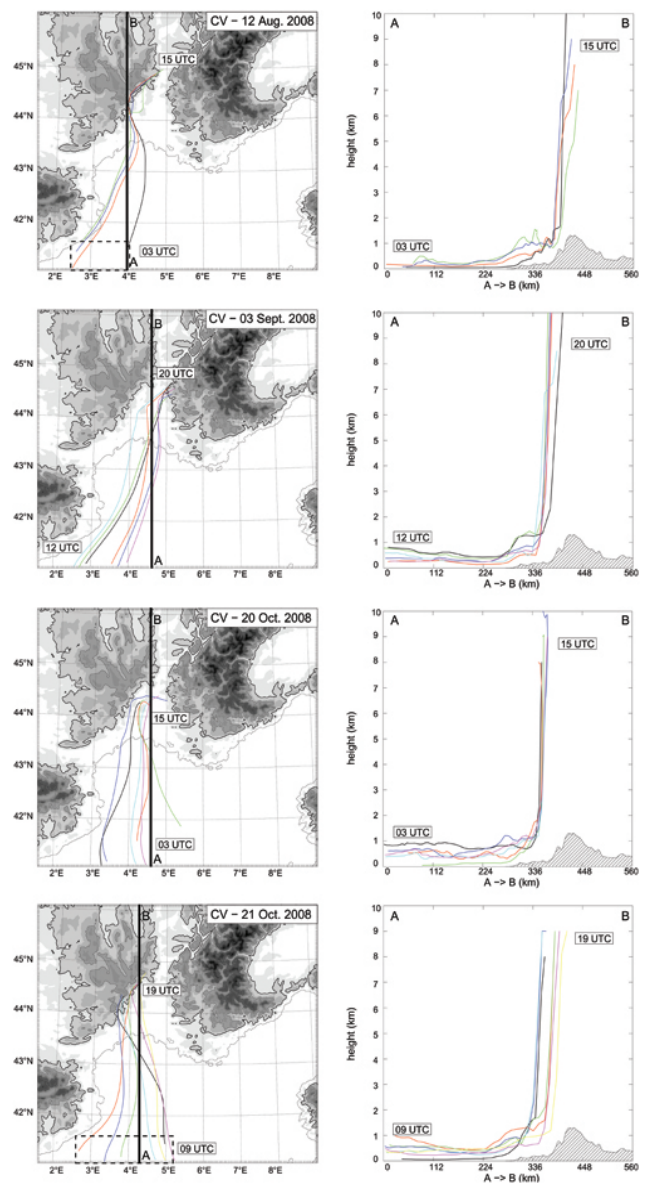 CV – 12 Aug. 2008
B
15 UTC
45°N
44°N
43°N
42°N
03 UTC
A
2°E 3°E 4°E 5°E 6°E 7°E 8°E
A B
15 UTC
height (km)
10
9
8
7
6
5
4
3
2
1
0
03 UTC
0 112 224 336 448 560
A –> B (km)
CV – 03 Sept. 2008
B
20 UTC
45°N
44°N
43°N
42°N
12 UTC
A
2°E 3°E 4°E 5°E 6°E 7°E 8°E
A B
20 UTC
height (km)
10
9
8
7
6
5
4
3
2
1
0
12 UTC
0 112 224 336 448 560
A –> B (km)
CV – 20 Oct. 2008
B
45°N
44°N
15 UTC
43°N
42°N
03 UTC
A
2°E 3°E 4°E 5°E 6°E 7°E 8°E
A B
15 UTC
height (km)
10
9
8
7
6
5
4
3
2
1
0
03 UTC
0 112 224 336 448 560
A –> B (km)
CV – 21 Oct. 2008
B
45°N
19 UTC
44°N
43°N
42°N
09 UTC
A
2°E 3°E 4°E 5°E 6°E 7°E 8°E
A B
19 UTC
height (km)
10
9
8
7
6
5
4
3
2
1
0
09 UTC
0 112 224 336 448 560
A –> B (km)